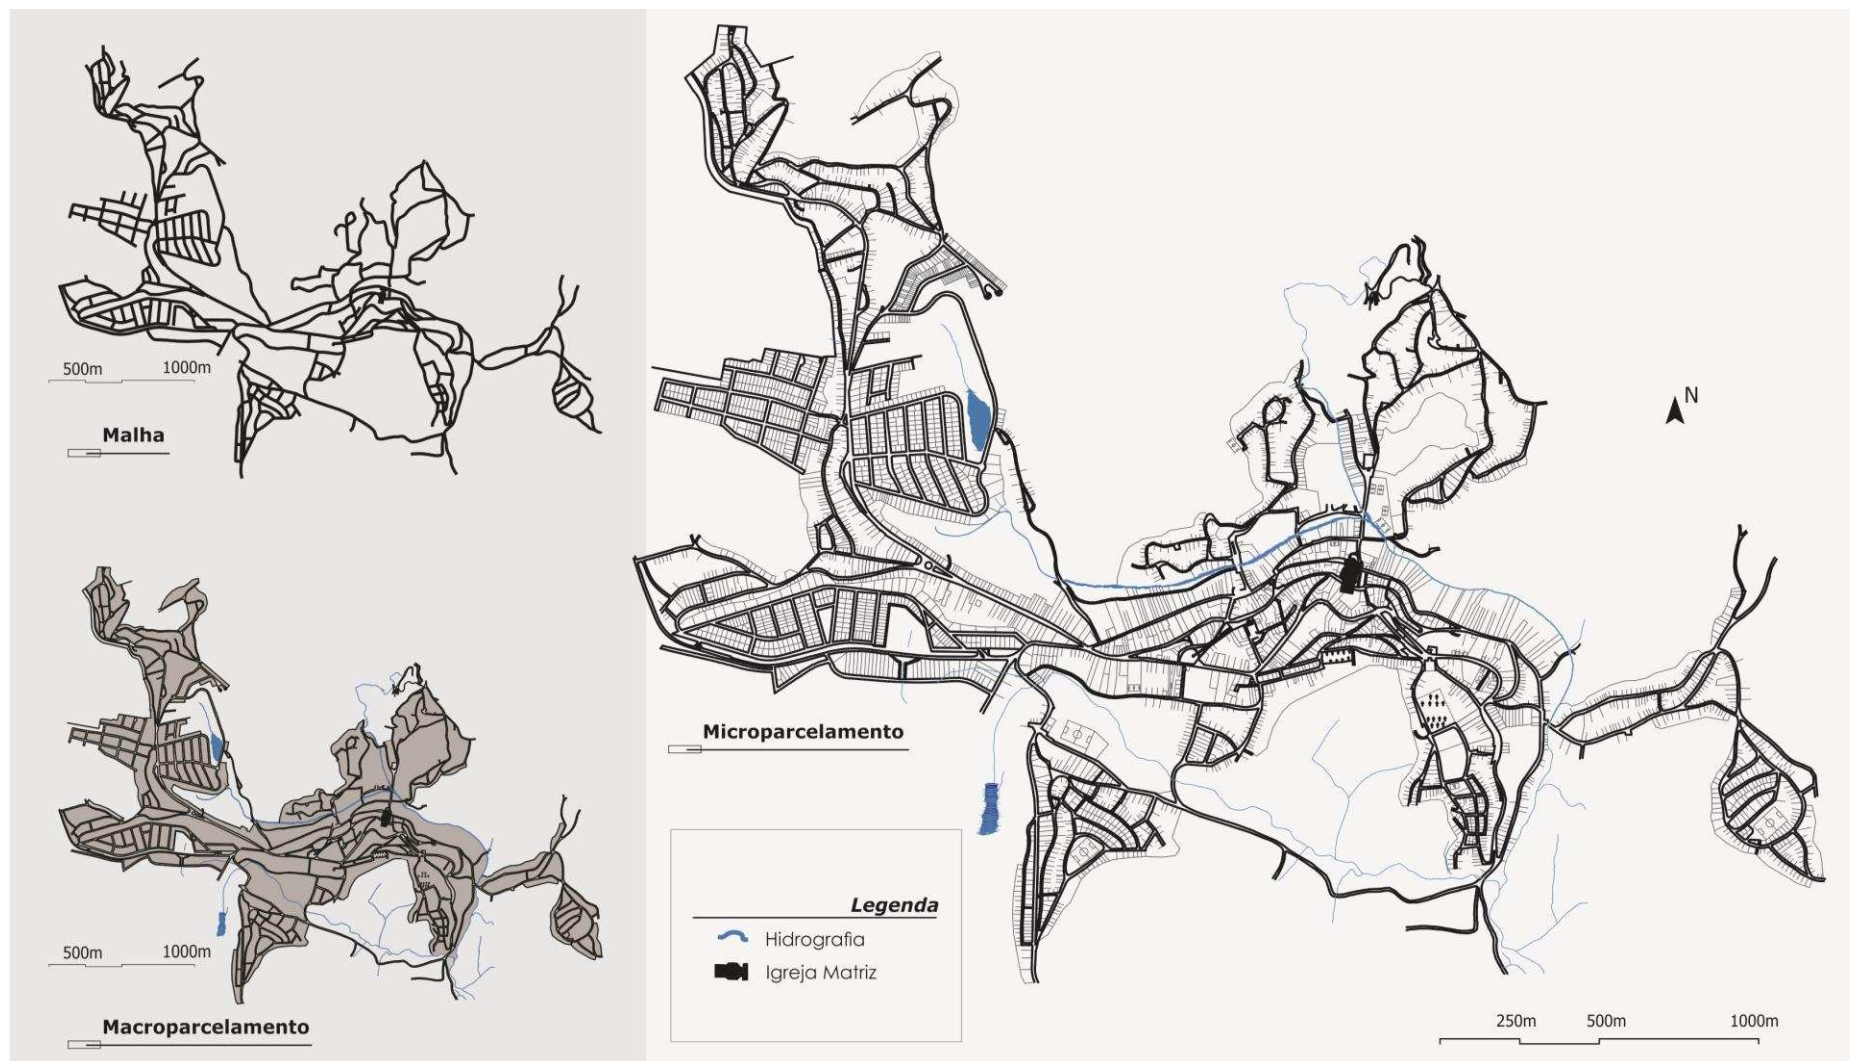 500m 1000m
Malha
500m 1000m
Macroparcelamento
N
Microparcelamento
Legenda
Hidrografia
Igreja Matriz
250m 500m 1000m